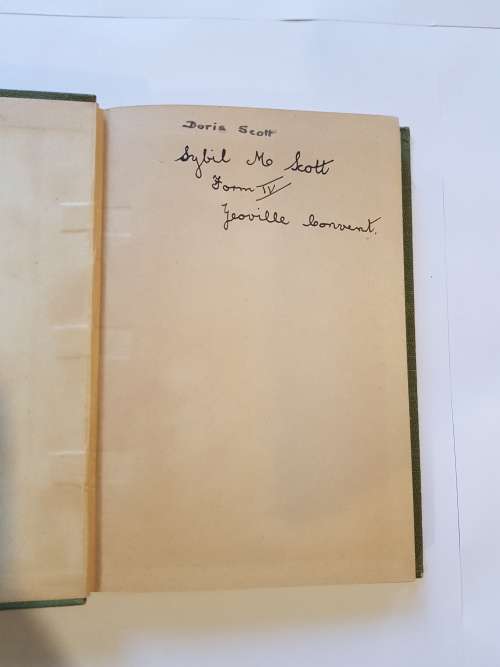 Doris Scott
Sybil M Scott
Form IV
Yeoville Convent.